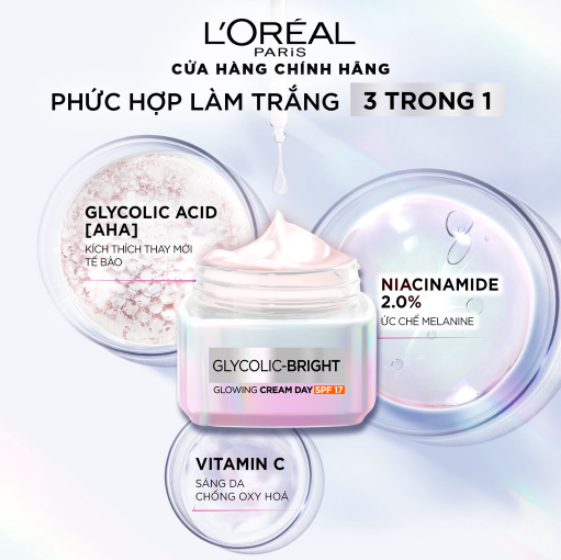 L'ORÉAL
PARIS
CỬA HÀNG CHÍNH HÃNG
PHỨC HỢP LÀM TRẮNG 3 TRONG 1
GLYCOLIC ACID
[AHA]
KÍCH THÍCH THAY MỚI
TẾ BÀO
NIACINAMIDE
2.0%
ỨC CHẾ MELANINE
GLYCOLIC-BRIGHT
GLOWING CREAM DAY SPF 17
VITAMIN C
SÁNG DA
CHỐNG OXY HOÁ